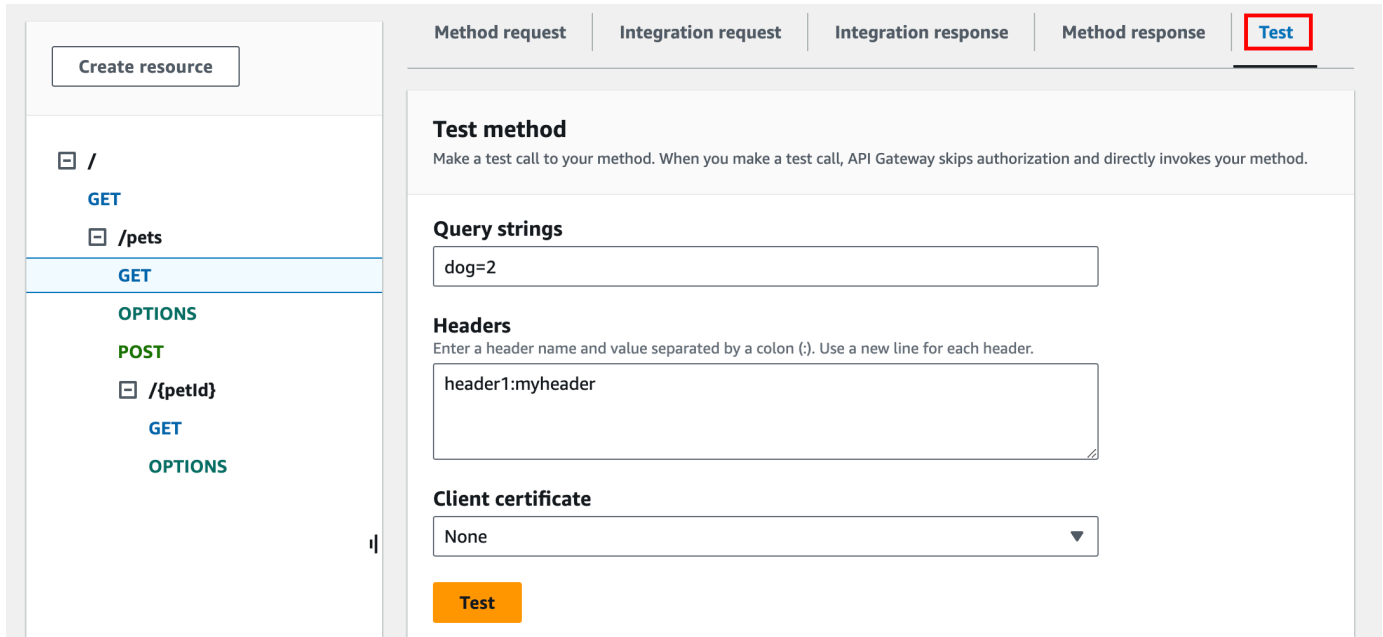 Create resource
/
GET
/pets
GET
OPTIONS
POST
/{petId}
GET
OPTIONS
Method request
Integration request
Integration response
Method response
Test
Test method
Make a test call to your method. When you make a test call, API Gateway skips authorization and directly invokes your method.
Query strings
dog=2
Headers
Enter a header name and value separated by a colon (:). Use a new line for each header.
header1:myheader
Client certificate
None
Test